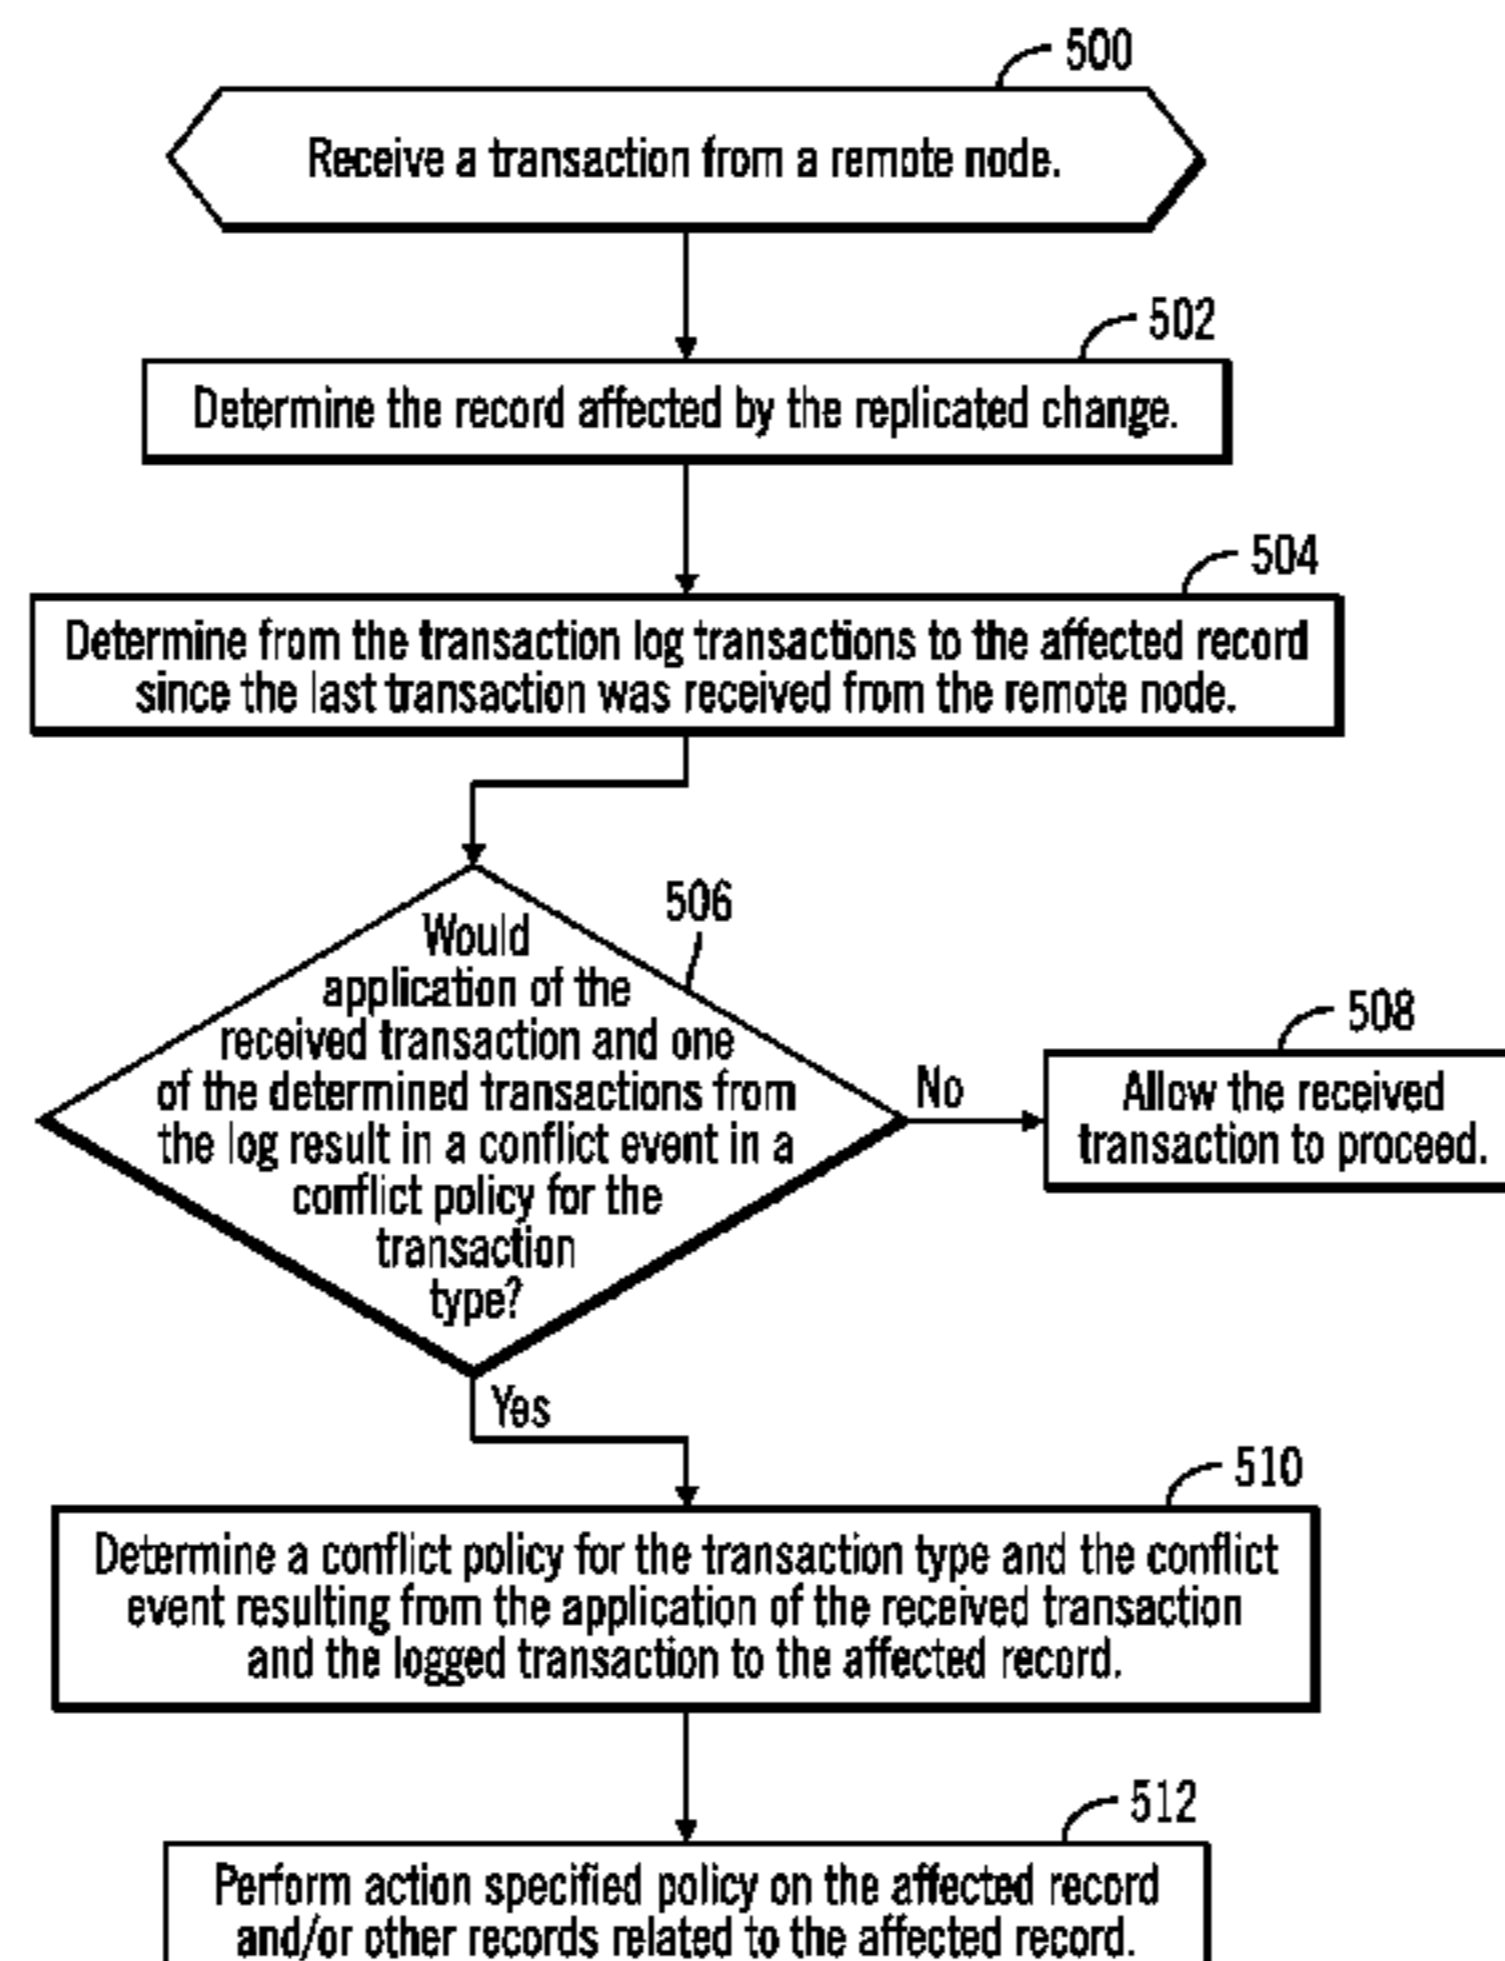 500
Receive a transaction from a remote node.
502
Determine the record affected by the replicated change.
504
Determine from the transaction log transactions to the affected record
since the last transaction was received from the remote node.
506
Would
application of the
received transaction and one
of the determined transactions from
the log result in a conflict event in a
conflict policy for the
transaction
type?
No
508
Allow the received
transaction to proceed.
Yes
510
Determine a conflict policy for the transaction type and the conflict
event resulting from the application of the received transaction
and the logged transaction to the affected record.
512
Perform action specified policy on the affected record
and/or other records related to the affected record.